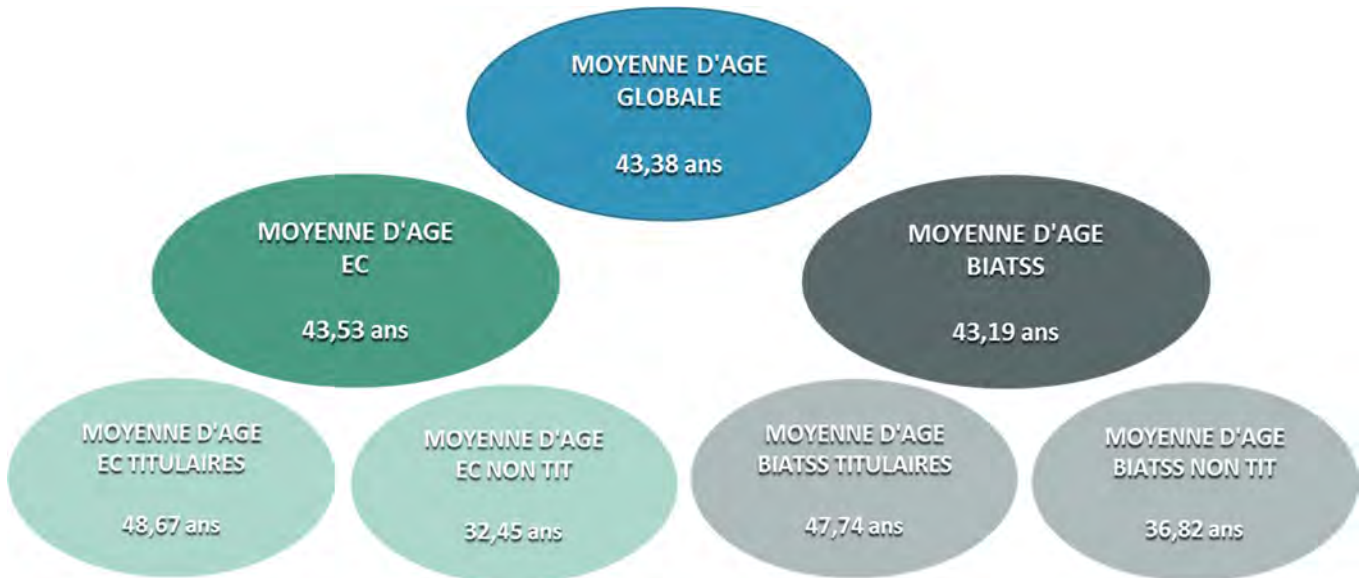 MOYENNE D'AGE
GLOBALE
43,38 ans
MOYENNE D'AGE
EC
43,53 ans
MOYENNE D'AGE
BIATSS
43,19 ans
MOYENNE D'AGE
EC TITULAIRES
48,67 ans
MOYENNE D'AGE
EC NON TIT
32,45 ans
MOYENNE D'AGE
BIATSS TITULAIRES
47,74 ans
MOYENNE D'AGE
BIATSS NON TIT
36,82 ans